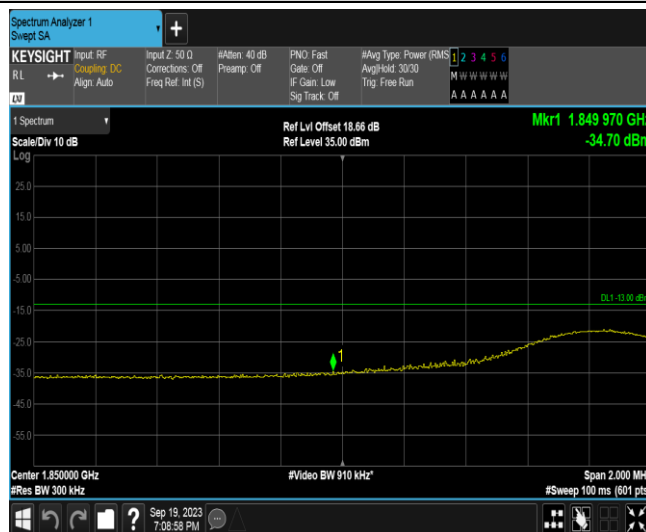 Spectrum Analyzer 1
Swept SA
+
KEYSIGHT
RL
LXI
Input: RF
Coupling: DC
Align: Auto
Input Z: 50 Ω
Corrections: Off
Freq Ref: Int (S)
#Atten: 40 dB
Preamp: Off
PNO: Fast
Gate: Off
IF Gain: Low
Sig Track: Off
#Avg Type: Power (RMS
Avg|Hold: 30/30
Trig: Free Run
1 2 3 4 5 6
M W W W W W
A A A A A A
1 Spectrum
Scale/Div 10 dB
Log
Ref Lvl Offset 18.66 dB
Ref Level 35.00 dBm
Mkr1 1.849 970 GHz
-34.70 dBm
25.0
15.0
5.00
-5.00
-15.0
-25.0
-35.0
-45.0
-55.0
DL1 -13.00 dBm
1
Center 1.850000 GHz
#Res BW 300 kHz
#Video BW 910 kHz*
Span 2.000 MH
#Sweep 100 ms (601 pts
?
Sep 19, 2023
7:08:58 PM